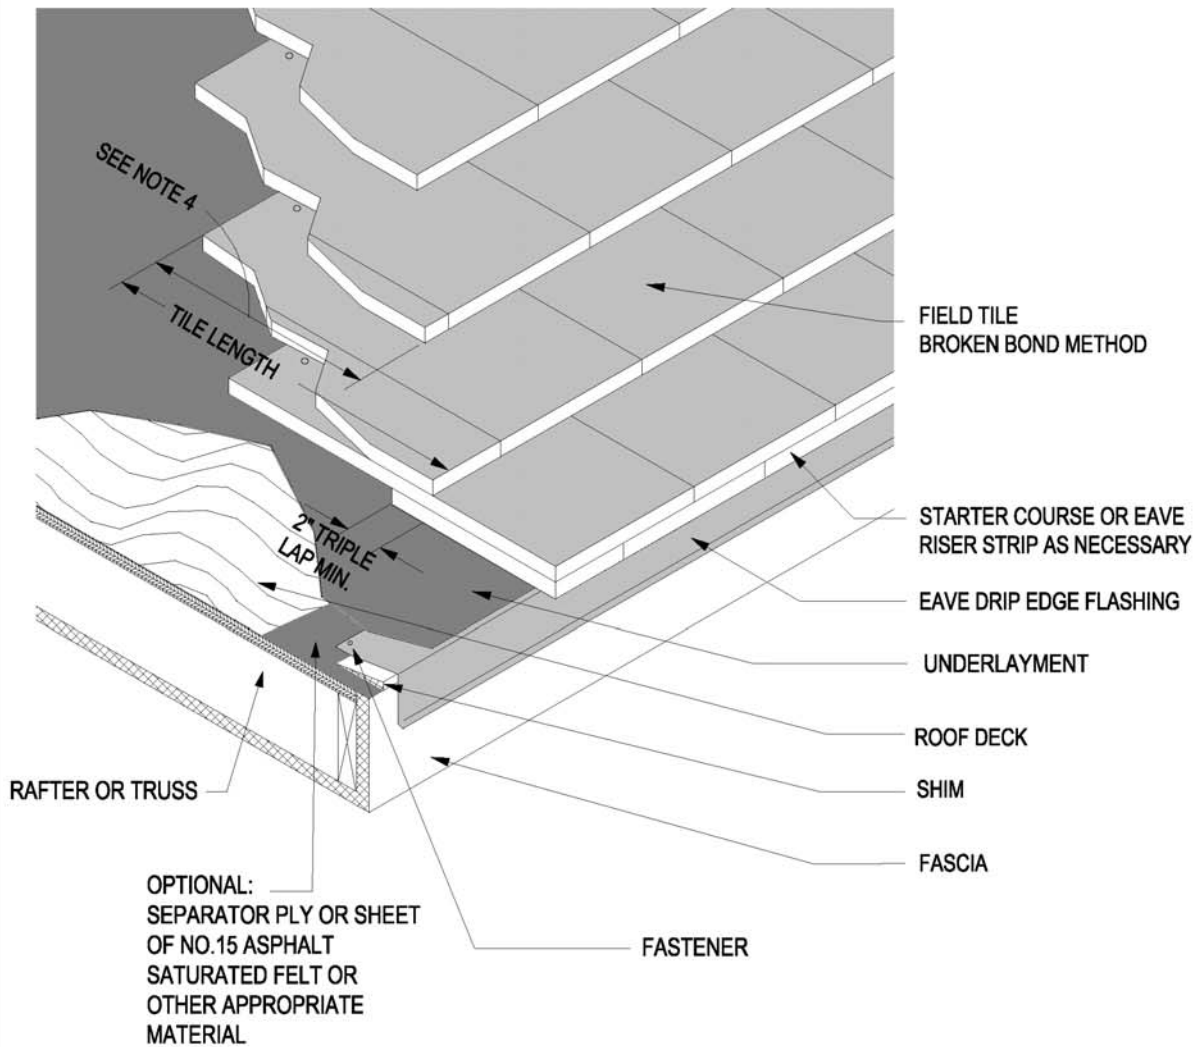 SEE NOTE 4
TILE LENGTH
FIELD TILE
BROKEN BOND METHOD
2" TRIPLE
LAP MIN.
STARTER COURSE OR EAVE
RISER STRIP AS NECESSARY
EAVE DRIP EDGE FLASHING
UNDERLAYMENT
ROOF DECK
SHIM
RAFTER OR TRUSS
FASCIA
OPTIONAL:
SEPARATOR PLY OR SHEET
OF NO.15 ASPHALT
SATURATED FELT OR
OTHER APPROPRIATE
MATERIAL
FASTENER